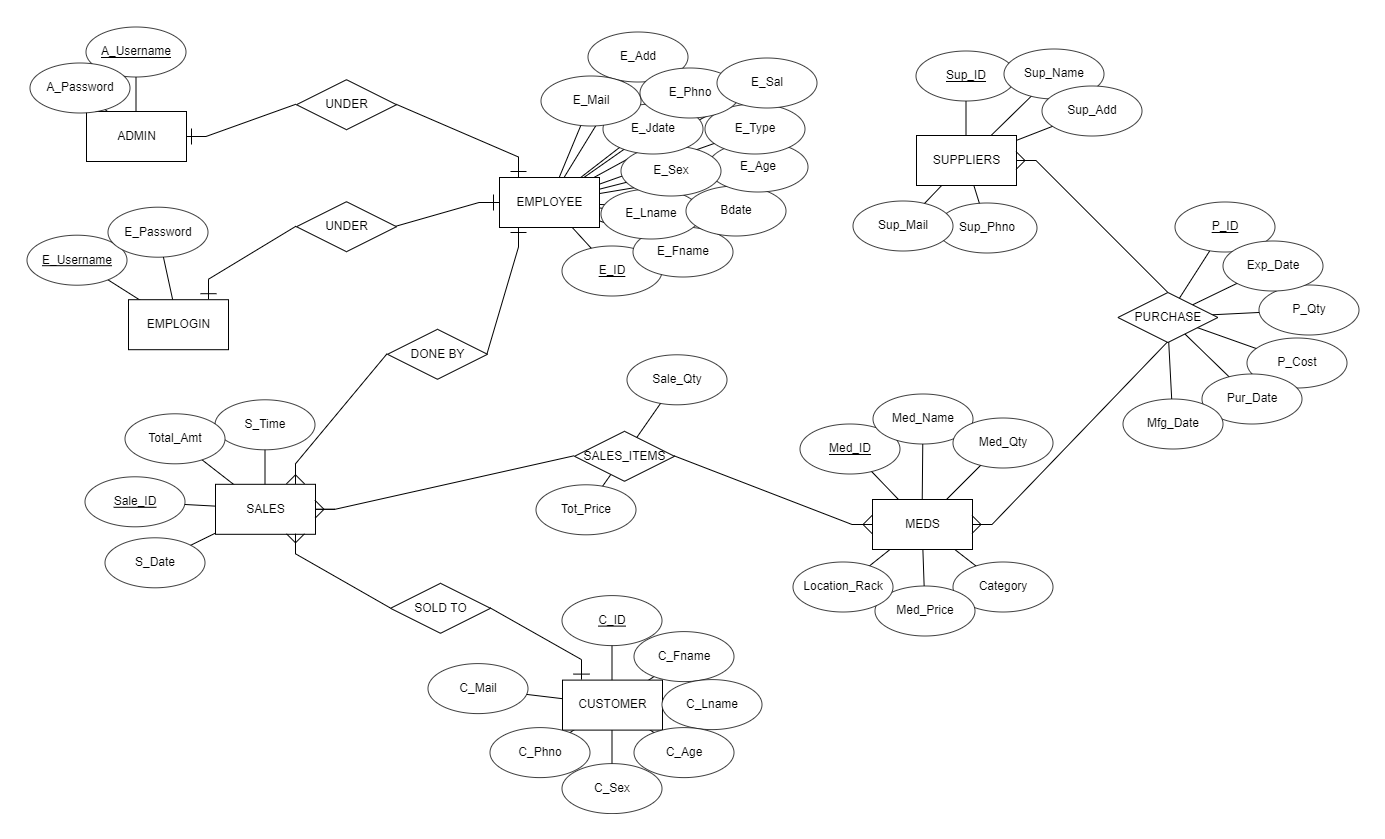 A_Username
A_Password
ADMIN
UNDER
E_Add
E_Mail
E_Phno
E_Sal
E_Jdate
E_Type
E_Sex
E_Age
EMPLOYEE
E_Lname
Bdate
E_ID
E_Fname
Sup_ID
Sup_Name
Sup_Add
SUPPLIERS
Sup_Mail
Sup_Phno
E_Password
E_Username
UNDER
EMPLOGIN
P_ID
Exp_Date
P_Qty
PURCHASE
P_Cost
Pur_Date
Mfg_Date
DONE BY
Sale_Qty
S_Time
Total_Amt
Sale_ID
SALES
S_Date
SALES_ITEMS
Tot_Price
Med_Name
Med_ID
Med_Qty
MEDS
Location_Rack
Med_Price
Category
SOLD TO
C_ID
C_Fname
C_Mail
CUSTOMER
C_Lname
C_Phno
C_Age
C_Sex